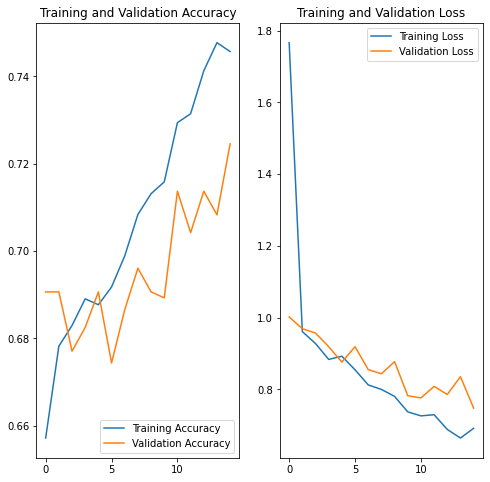 Training and Validation Accuracy
0.74
0.72
0.70
0.68
0.66
Training Accuracy
Validation Accuracy
0
5
10
Training and Validation Loss
1.8
1.6
1.4
1.2
1.0
0.8
Training Loss
Validation Loss
0
5
10